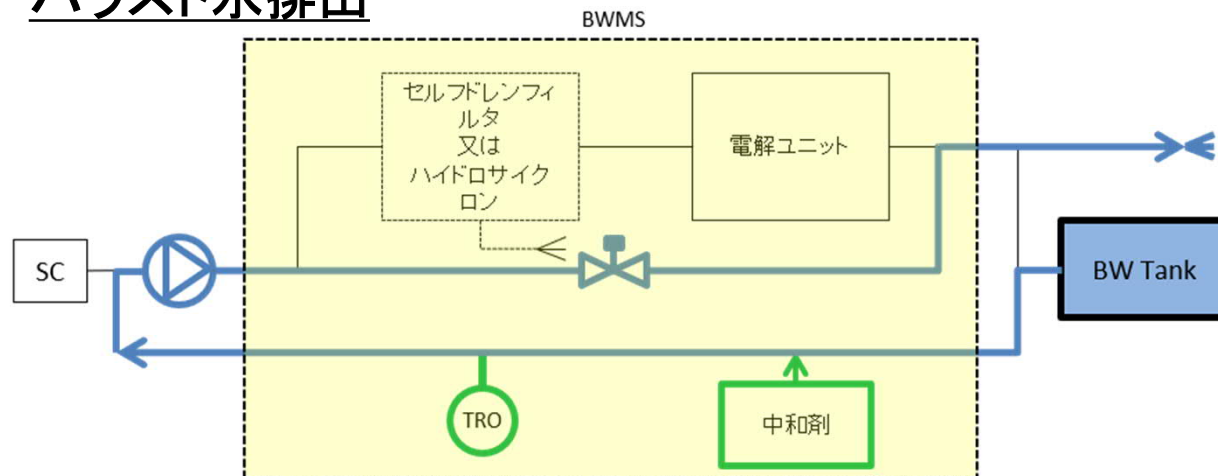 バラスト水排出
BWMS
セルフドレンフィ
ルタ
又は
ハイドロサイク
ロン
電解ユニット
SC
BW Tank
TRO
中和剤